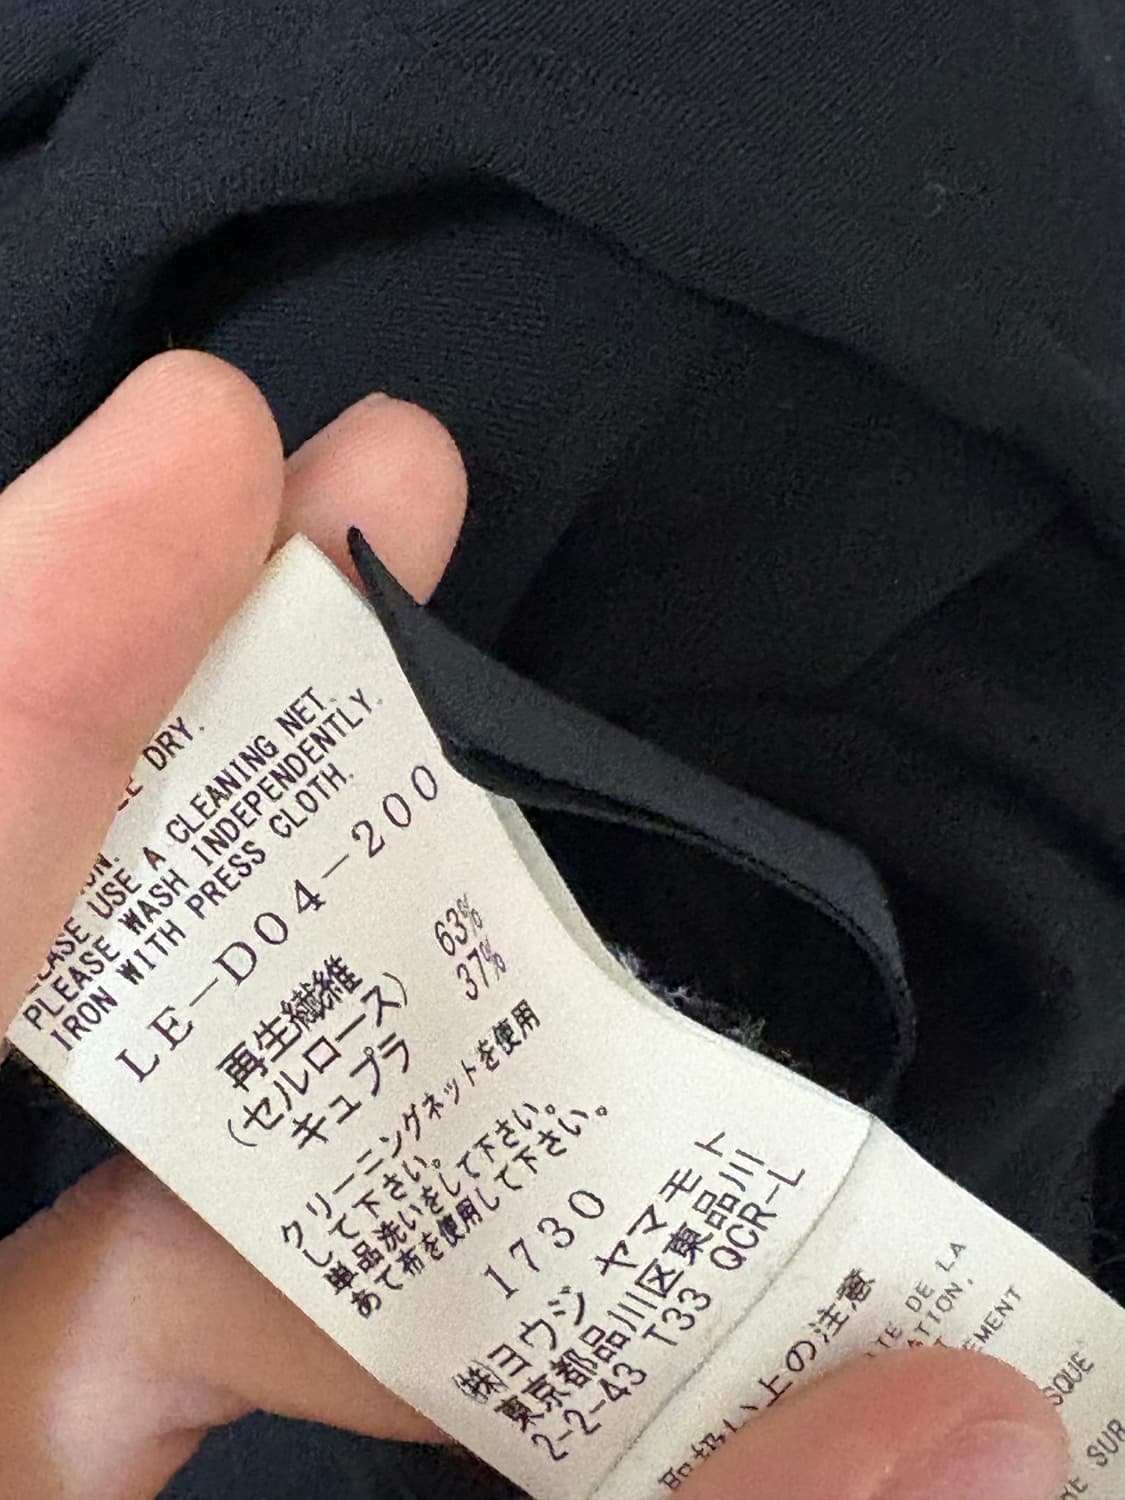 DRY.
USE A CLEANING NET.
PLEASE WASH INDEPENDENTLY.
IRON WITH PRESS CLOTH.
LE-D04-200
再生繊維 63%
(セルロース)
キュプラ 37%
クリーニングネットを使用
して下さい。
単品洗いをして下さい。
あて布を使用して下さい。
1730
㈱ヨウジ ヤマモト
東京都品川区東品川
2-2-43 T33 QCR-L
取扱い上の注意
DE LA
SUR